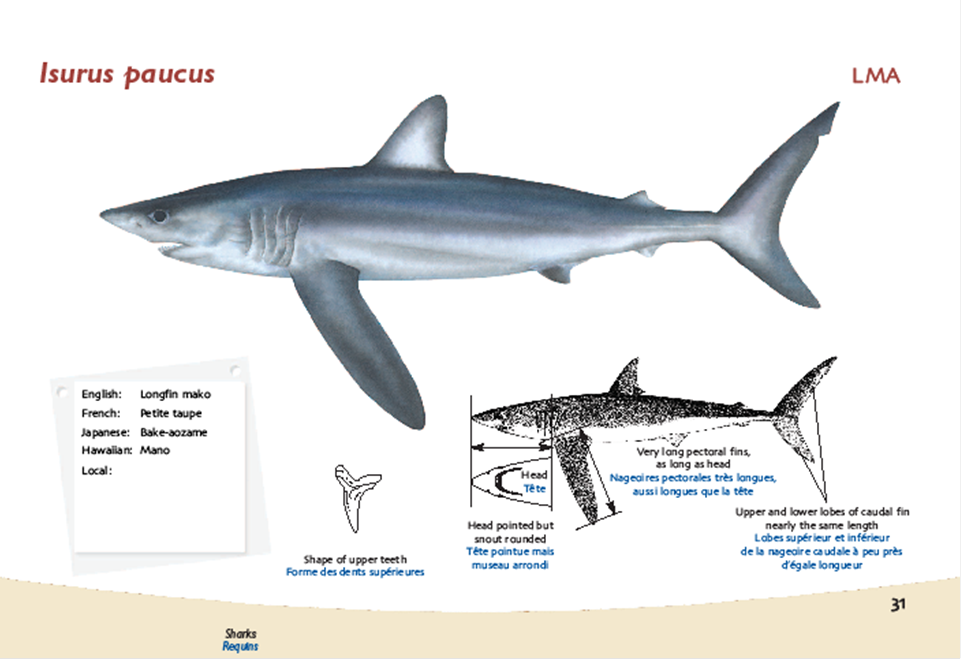 Isurus paucus
LMA
English: Longfin mako
French: Petite taupe
Japanese: Bake-aozame
Hawaiian: Mano
Local:
Shape of upper teeth
Forme des dents supérieures
Head
Tête
Head pointed but
snout rounded
Tête pointue mais
museau arrondi
Very long pectoral fins,
as long as head
Nageoires pectorales très longues,
aussi longues que la tête
Upper and lower lobes of caudal fin
nearly the same length
Lobes supérieur et inférieur
de la nageoire caudale à peu près
d'égale longueur
31
Sharks
Requins